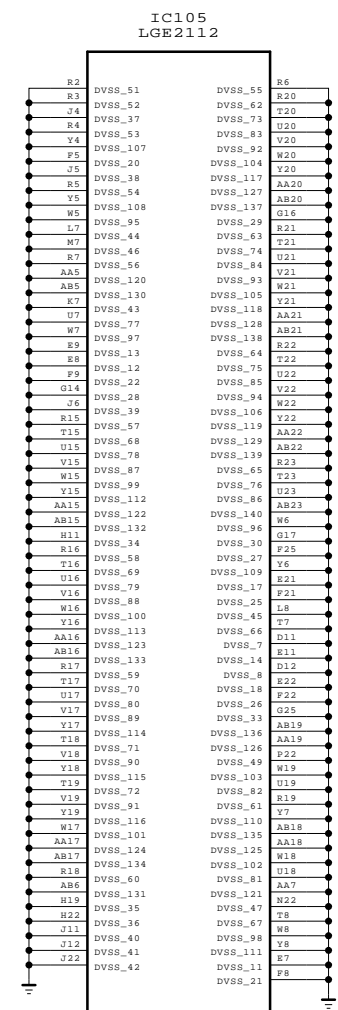 IC105
LGE2112
R2 DVSS_51 DVSS_55 R6
R3 DVSS_52 DVSS_62 R20
J4 DVSS_37 DVSS_73 T20
R4 DVSS_53 DVSS_83 U20
Y4 DVSS_107 DVSS_92 V20
F5 DVSS_20 DVSS_104 W20
J5 DVSS_38 DVSS_117 Y20
R5 DVSS_54 DVSS_127 AA20
Y5 DVSS_108 DVSS_137 AB20
W5 DVSS_95 DVSS_29 G16
L7 DVSS_44 DVSS_63 R21
M7 DVSS_46 DVSS_74 T21
R7 DVSS_56 DVSS_84 U21
AA5 DVSS_120 DVSS_93 V21
AB5 DVSS_130 DVSS_105 W21
K7 DVSS_43 DVSS_118 Y21
U7 DVSS_77 DVSS_128 AA21
W7 DVSS_97 DVSS_138 AB21
E9 DVSS_13 DVSS_64 R22
E8 DVSS_12 DVSS_75 T22
F9 DVSS_22 DVSS_85 U22
G14 DVSS_28 DVSS_94 V22
J6 DVSS_39 DVSS_106 W22
R15 DVSS_57 DVSS_119 Y22
T15 DVSS_68 DVSS_129 AA22
U15 DVSS_78 DVSS_139 AB22
V15 DVSS_87 DVSS_65 R23
W15 DVSS_99 DVSS_76 T23
Y15 DVSS_112 DVSS_86 U23
AA15 DVSS_122 DVSS_140 AB23
AB15 DVSS_132 DVSS_96 W6
H11 DVSS_34 DVSS_30 G17
R16 DVSS_58 DVSS_27 F25
T16 DVSS_69 DVSS_109 Y6
U16 DVSS_79 DVSS_17 E21
V16 DVSS_88 DVSS_25 F21
W16 DVSS_100 DVSS_45 L8
Y16 DVSS_113 DVSS_66 T7
AA16 DVSS_123 DVSS_7 D11
AB16 DVSS_133 DVSS_14 E11
R17 DVSS_59 DVSS_8 D12
T17 DVSS_70 DVSS_18 E22
U17 DVSS_80 DVSS_26 F22
V17 DVSS_89 DVSS_33 G25
Y17 DVSS_114 DVSS_136 AB19
T18 DVSS_71 DVSS_126 AA19
V18 DVSS_90 DVSS_49 P22
Y18 DVSS_115 DVSS_103 W19
T19 DVSS_72 DVSS_82 U19
V19 DVSS_91 DVSS_61 R19
Y19 DVSS_116 DVSS_110 Y7
W17 DVSS_101 DVSS_135 AB18
AA17 DVSS_124 DVSS_125 AA18
AB17 DVSS_134 DVSS_102 W18
R18 DVSS_60 DVSS_81 U18
AB6 DVSS_131 DVSS_121 AA7
H19 DVSS_35 DVSS_47 N22
H22 DVSS_36 DVSS_67 T8
J11 DVSS_40 DVSS_98 W8
J12 DVSS_41 DVSS_111 Y8
J22 DVSS_42 DVSS_11 E7
DVSS_21 F8